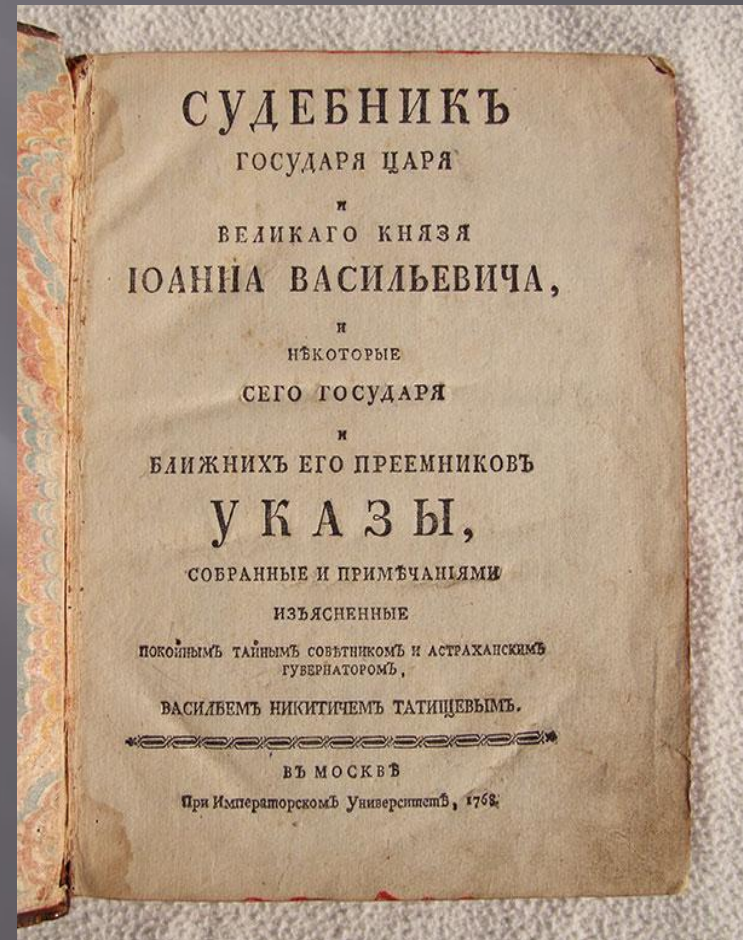 СУДЕБНИКЪ
ГОСУДАРЯ ЦАРЯ
И
ВЕЛИКАГО КНЯЗЯ
ІОАННА ВАСИЛЬЕВИЧА,
И
НѢКОТОРЫЕ
СЕГО ГОСУДАРЯ
И
БЛИЖНИХЪ ЕГО ПРЕЕМНИКОВЪ
УКАЗЫ,
СОБРАННЫЕ И ПРИМѢЧАНІЯМИ
ИЗЪЯСНЕННЫЕ
ПОКОЙНЫМЪ ТАЙНЫМЪ СОВѢТНИКОМЪ И АСТРАХАНСКИМЪ
ГУБЕРНАТОРОМЪ,
ВАСИЛЬЕМЪ НИКИТИЧЕМЪ ТАТИЩЕВЫМЪ.
ВЪ МОСКВѢ
При Императорскомъ Университетѣ, 1768.